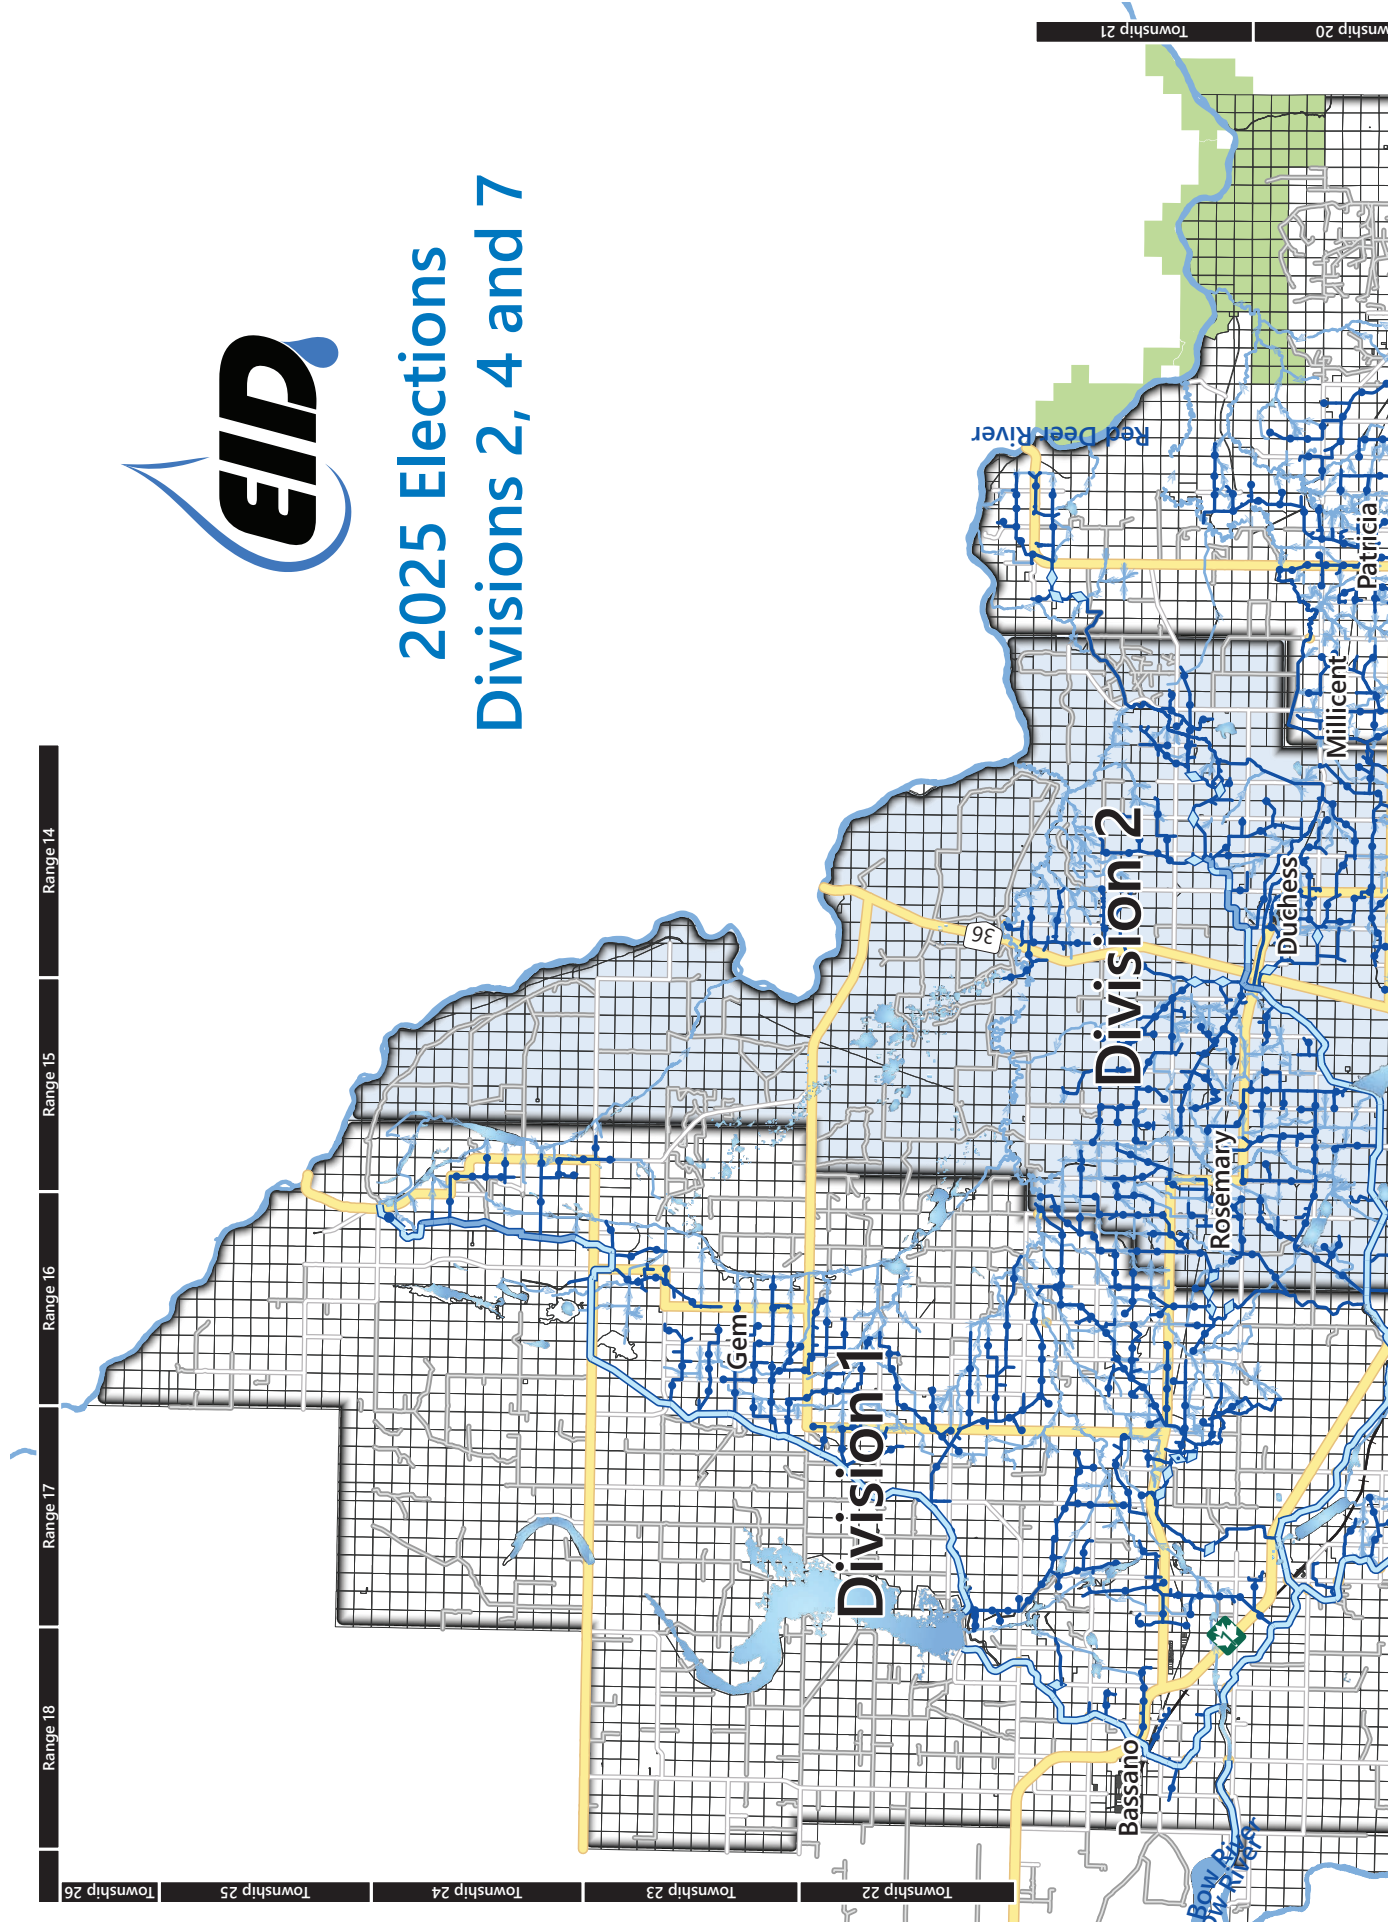 EID
2025 Elections
Divisions 2, 4 and 7
Range 18
Range 17
Range 16
Range 15
Range 14
Township 26
Township 25
Township 24
Township 23
Township 22
Township 21
Red Deer River
36
Gem
Division 1
Division 2
Duchess
Rosemary
Millicent
Patricia
Bassano
1
Bow River